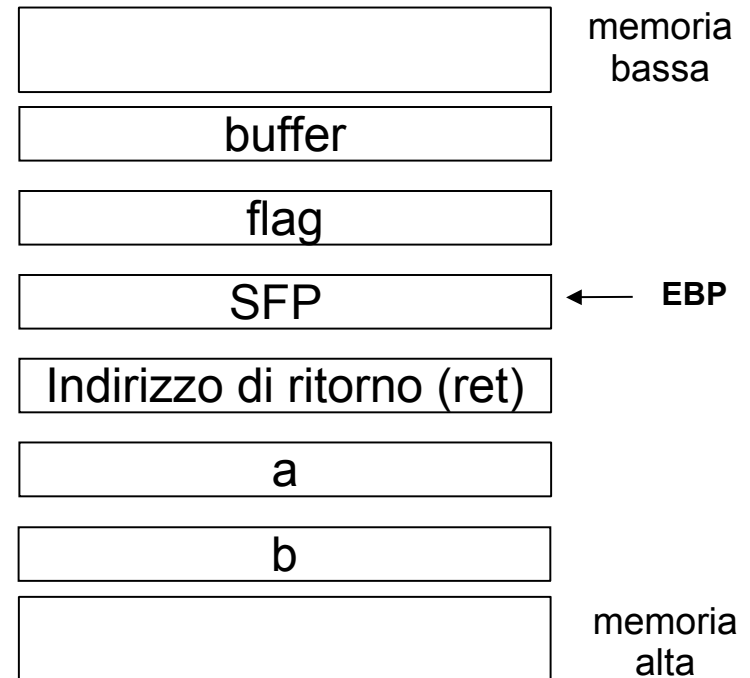 memoria
bassa
buffer
flag
SFP
EBP
Indirizzo di ritorno (ret)
a
b
memoria
alta